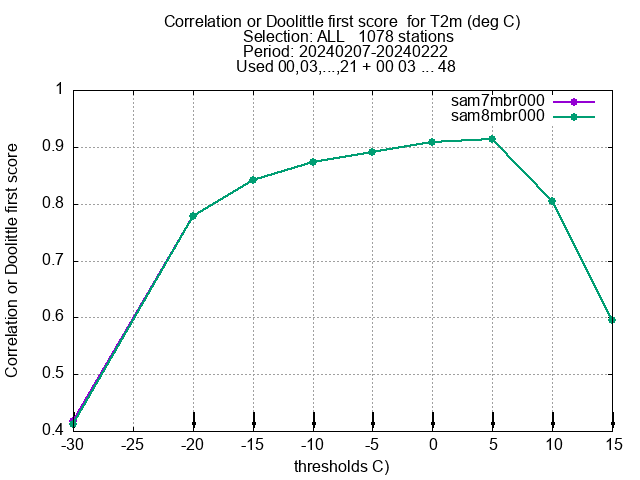 Correlation or Doolittle first score  for T2m (deg C)
Selection: ALL   1078 stations
Period: 20240207-20240222
Used 00,03,...,21 + 00 03 ... 48
sam7mbr000
sam8mbr000
Correlation or Doolittle first score
1
0.9
0.8
0.7
0.6
0.5
0.4
-30 -25 -20 -15 -10 -5 0 5 10 15
thresholds C)